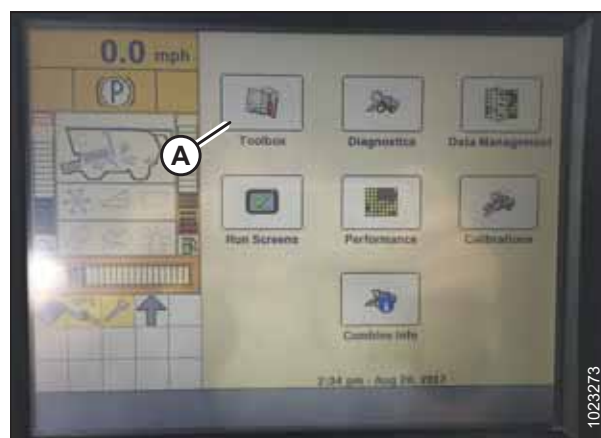 0.0 mph
(P)
A
Toolbox
Diagnostics
Data Management
Run Screens
Performance
Calibrations
Combine Info
2:34 pm - Aug 24, 2017
1023273